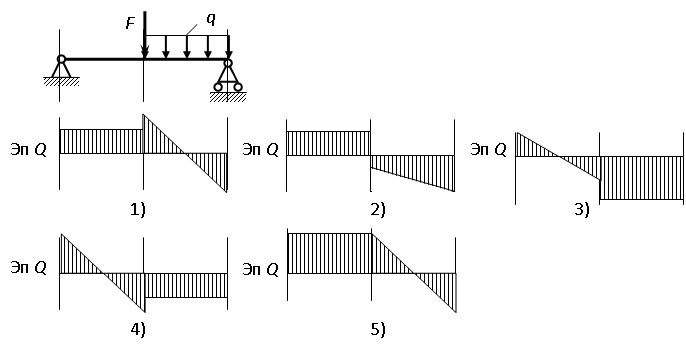 F q
Эп Q Эп Q Эп Q
1) 2) 3)
Эп Q Эп Q
4) 5)